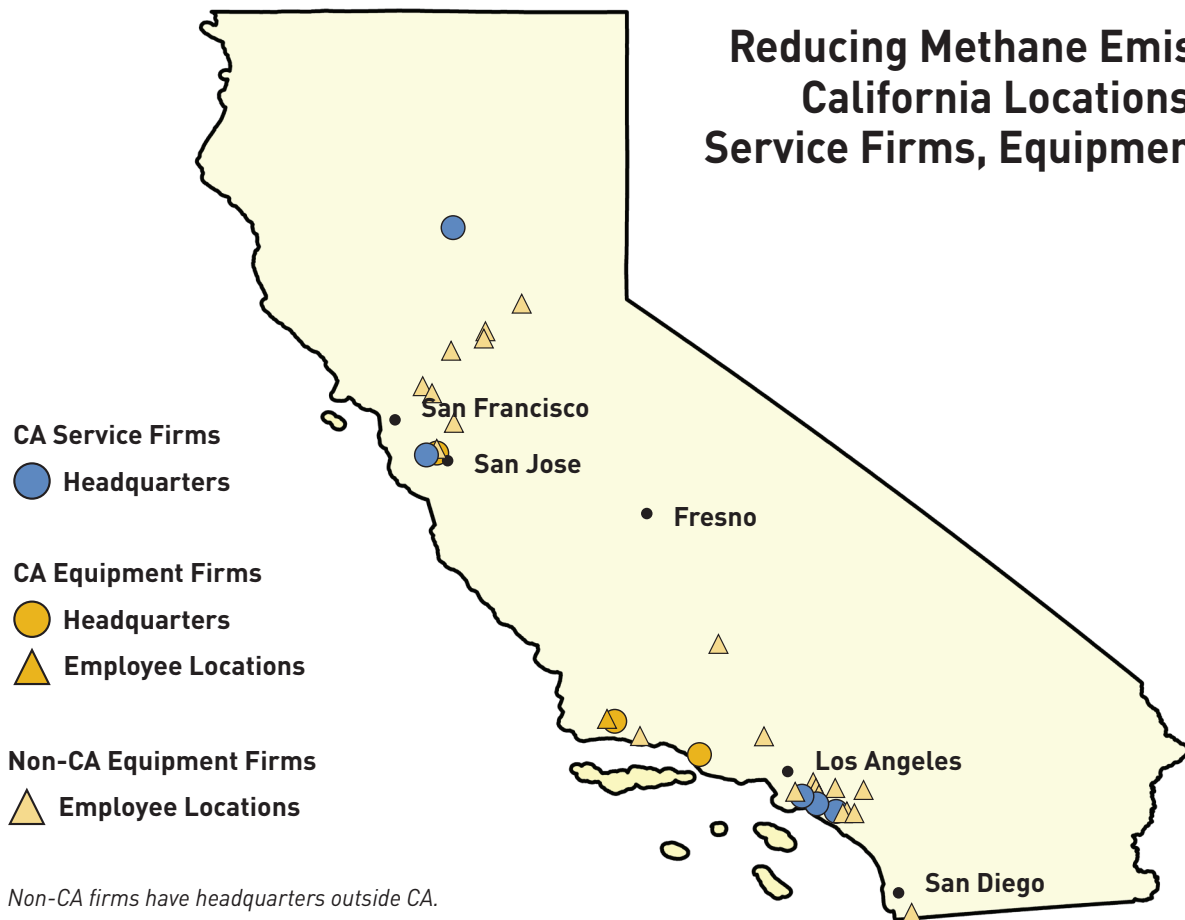 Reducing Methane Emis
California Locations
Service Firms, Equipmen
San Francisco
CA Service Firms
Headquarters
San Jose
Fresno
CA Equipment Firms
Headquarters
Employee Locations
Non-CA Equipment Firms
Employee Locations
Los Angeles
San Diego
Non-CA firms have headquarters outside CA.